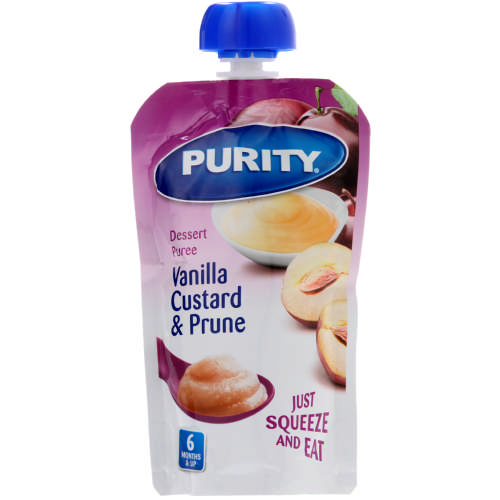 PURITY®
Dessert
Puree
Vanilla
Custard
& Prune
JUST
SQUEEZE
AND EAT
6
MONTHS
& UP